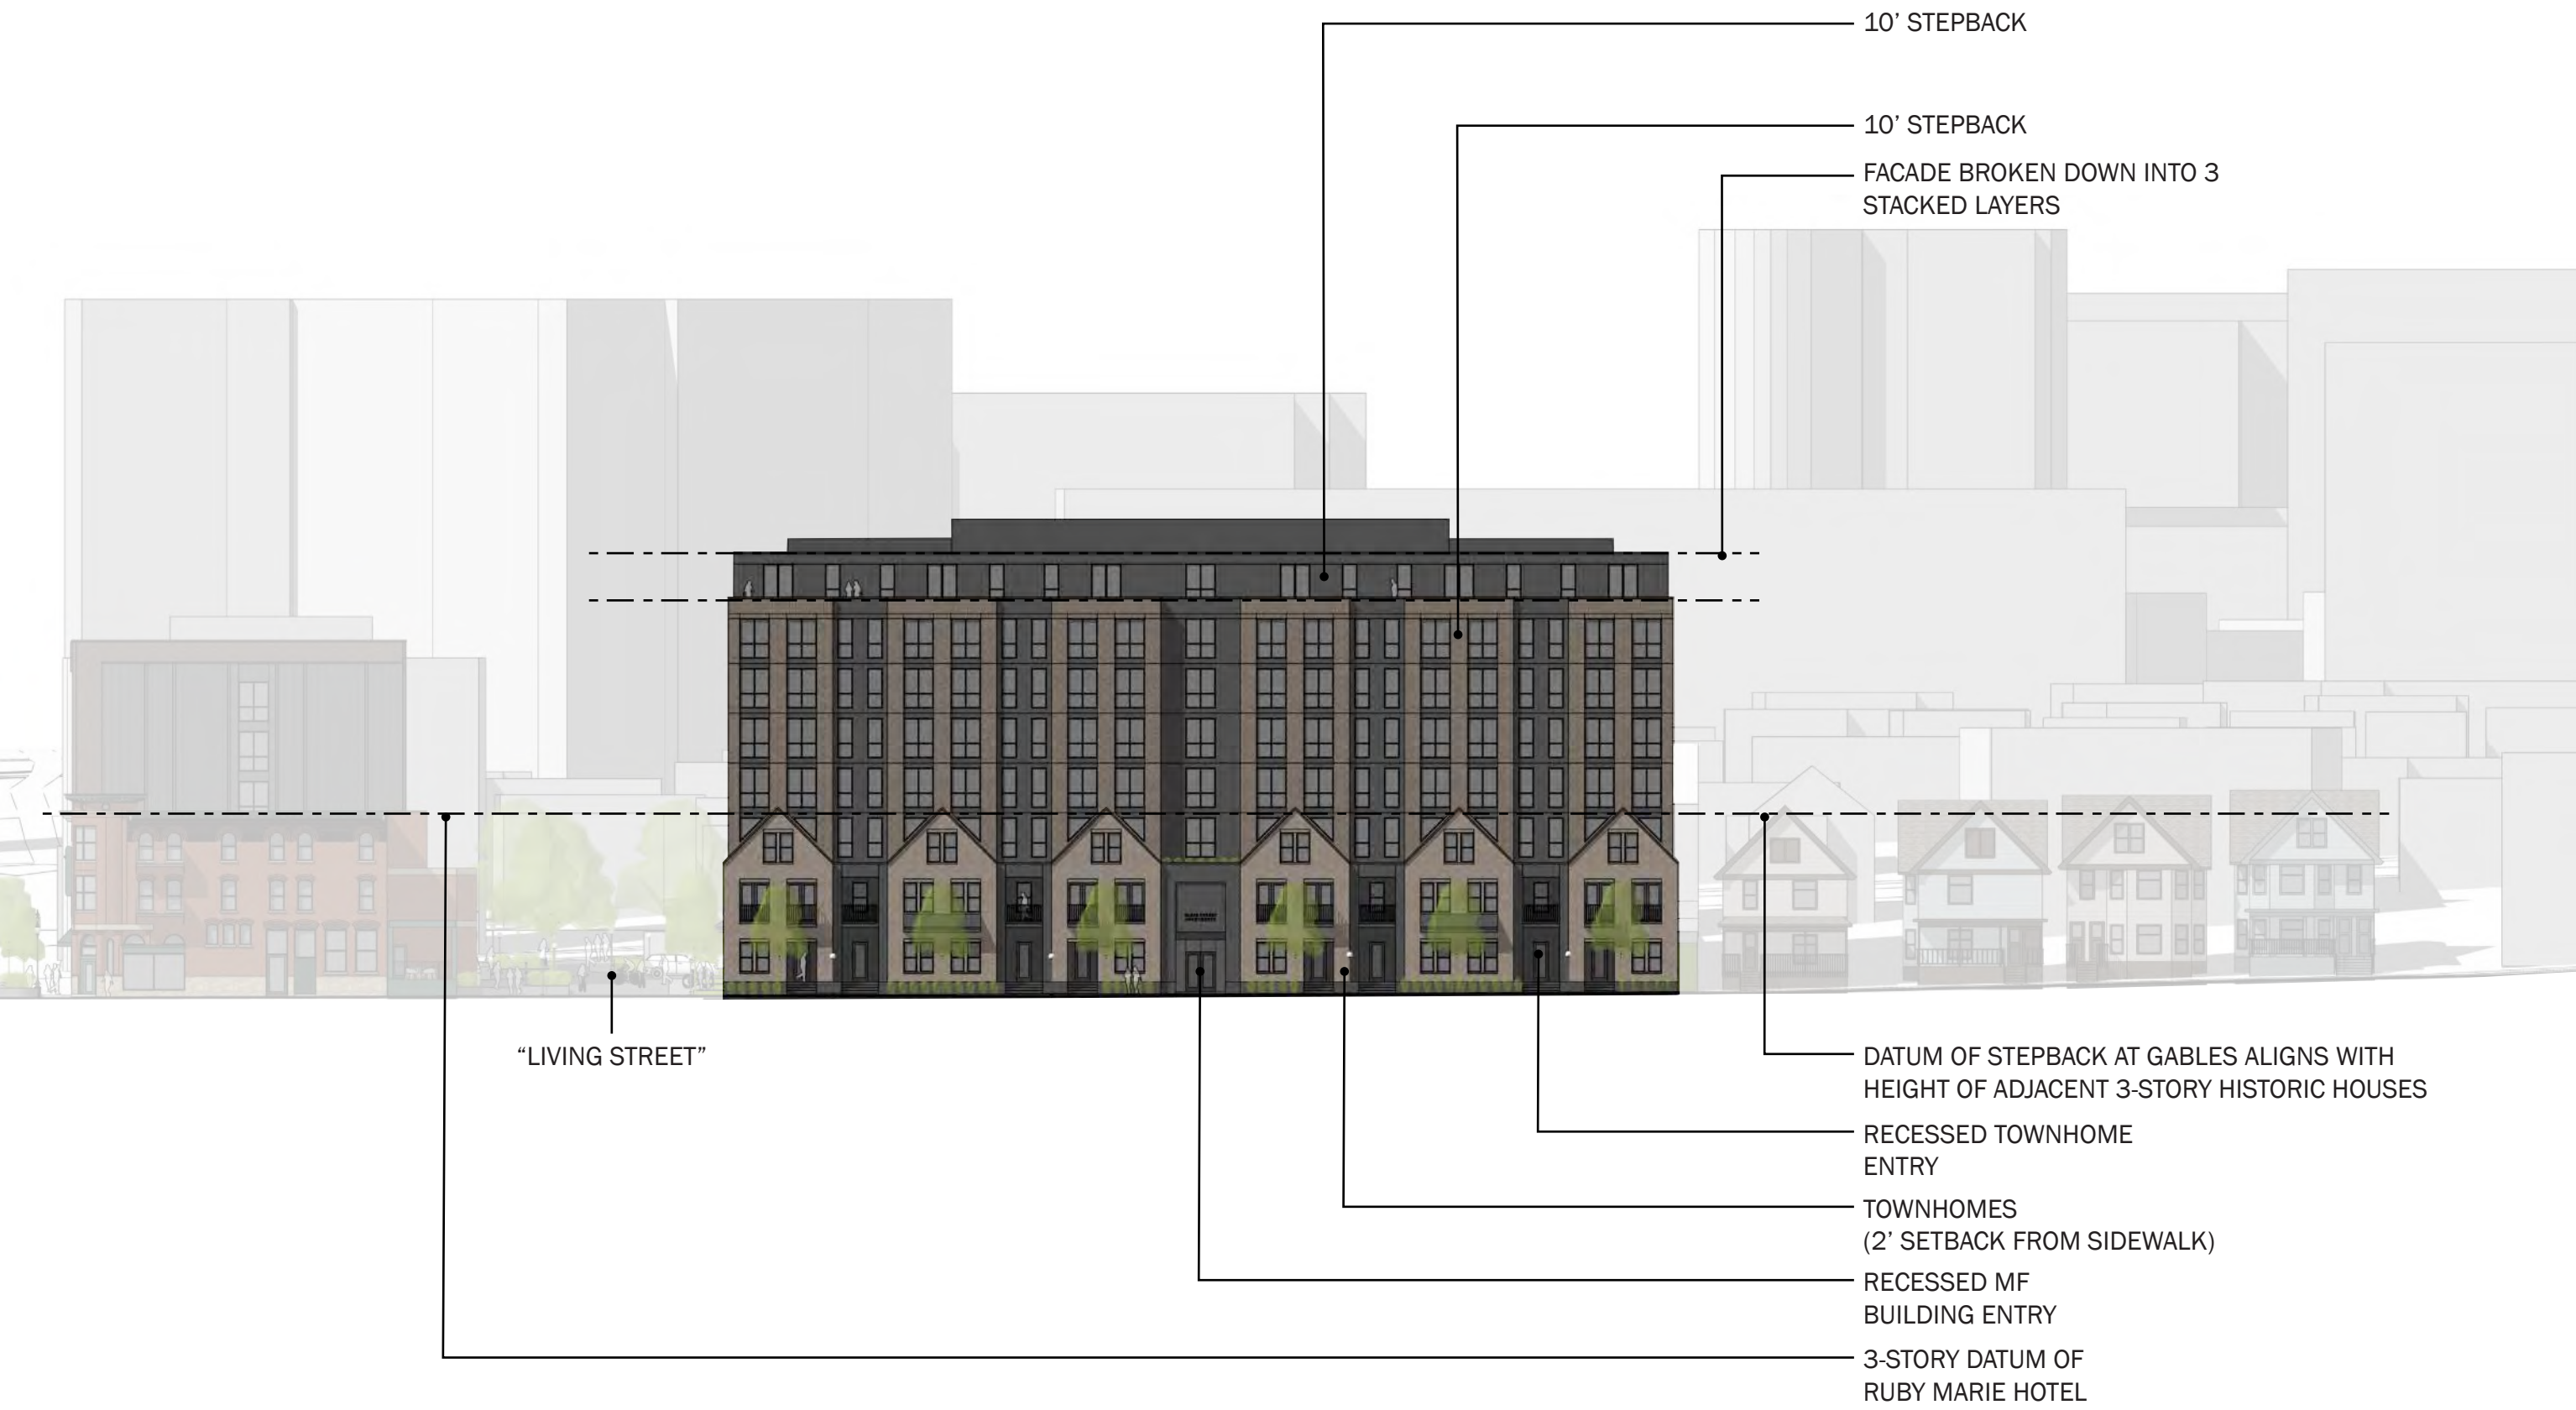 10’ STEPBACK
10’ STEPBACK
FACADE BROKEN DOWN INTO 3
STACKED LAYERS
“LIVING STREET”
DATUM OF STEPBACK AT GABLES ALIGNS WITH
HEIGHT OF ADJACENT 3-STORY HISTORIC HOUSES
RECESSED TOWNHOME
ENTRY
TOWNHOMES
(2’ SETBACK FROM SIDEWALK)
RECESSED MF
BUILDING ENTRY
3-STORY DATUM OF
RUBY MARIE HOTEL